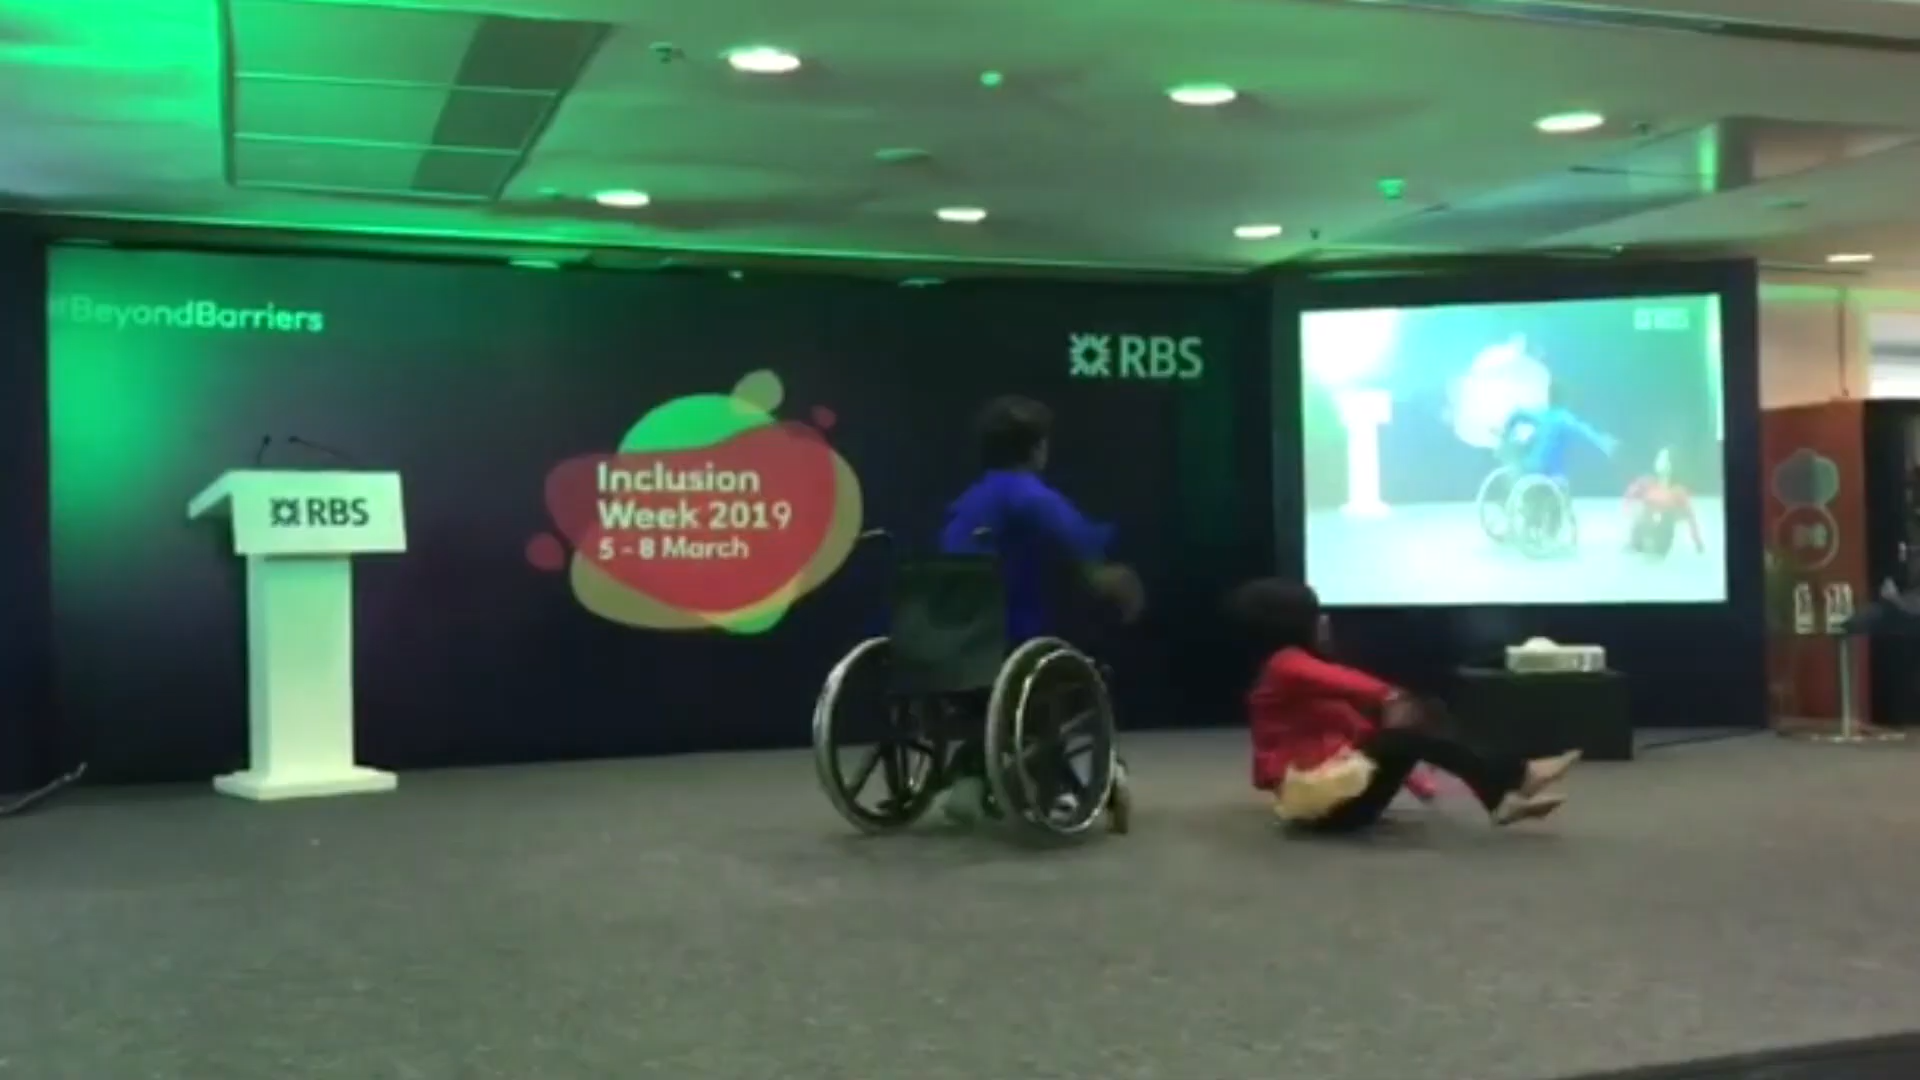 #BeyondBarriers
RBS
RBS
Inclusion
Week 2019
5 - 8 March
RBS